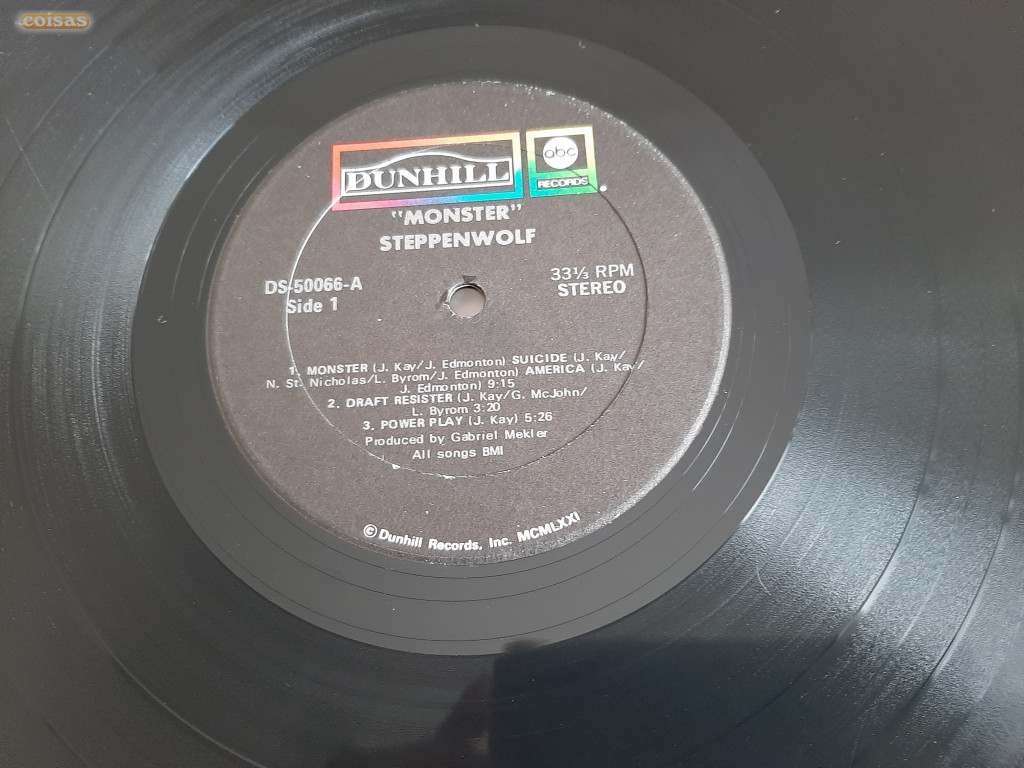 coisas
DUNHILL
abc
RECORDS
"MONSTER"
STEPPENWOLF
DS-50066-A
Side 1
33⅓ RPM
STEREO
1. MONSTER (J. Kay/J. Edmonton) SUICIDE (J. Kay/
N. St. Nicholas/L. Byrom/J. Edmonton) AMERICA (J. Kay/
J. Edmonton) 9:15
2. DRAFT RESISTER (J. Kay/G. McJohn/
L. Byrom 3:20
3. POWER PLAY (J. Kay) 5:26
Produced by Gabriel Mekler
All songs BMI
© Dunhill Records, Inc. MCMLXXI